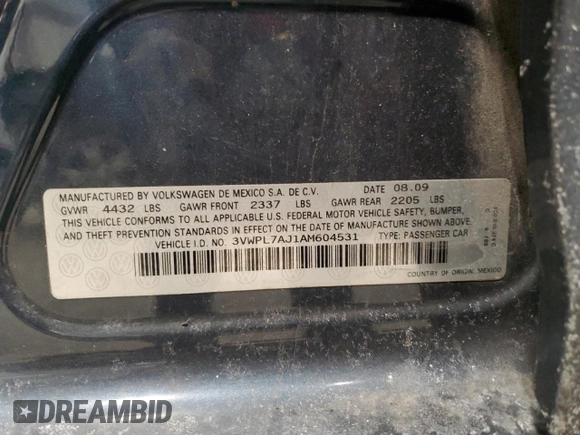 MANUFACTURED BY VOLKSWAGEN DE MEXICO S.A. DE C.V. DATE 08.09
GVWR 4432 LBS GAWR FRONT 2337 LBS GAWR REAR 2205 LBS
THIS VEHICLE CONFORMS TO ALL APPLICABLE U.S. FEDERAL MOTOR VEHICLE SAFETY, BUMPER,
AND THEFT PREVENTION STANDARDS IN EFFECT ON THE DATE OF MANUFACTURE SHOWN ABOVE.
VEHICLE I.D. NO. 3VWPL7AJ1AM604531 TYPE: PASSENGER CAR
COUNTRY OF ORIGIN: MEXICO
DREAMBID